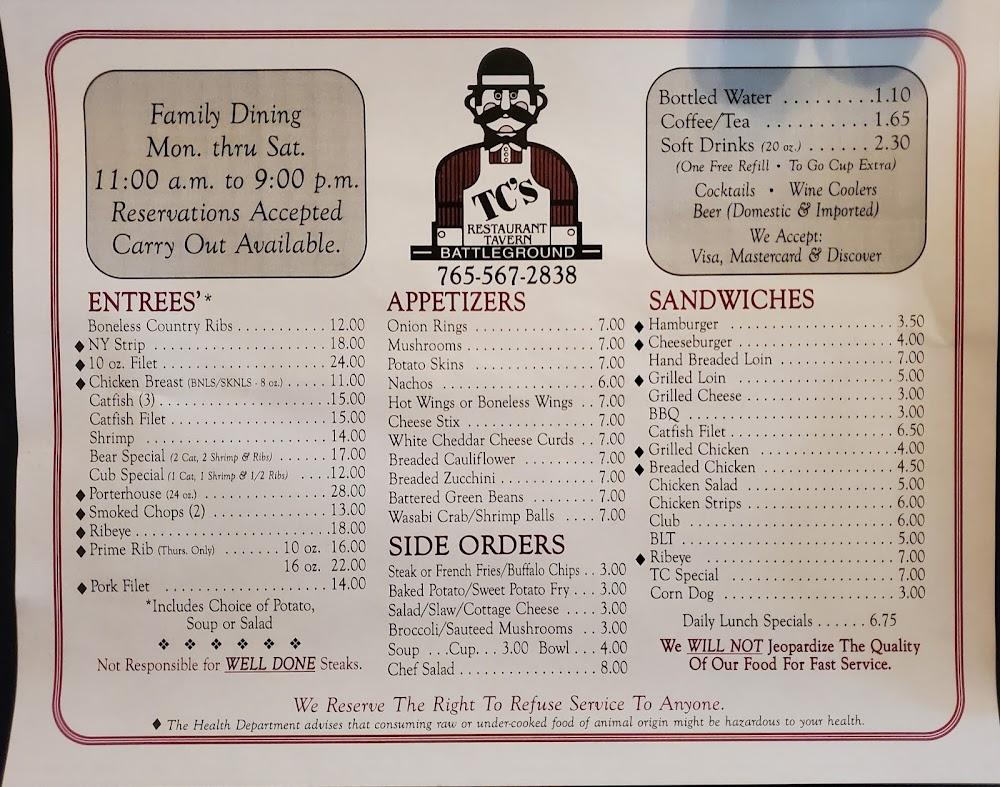 Family Dining
Mon. thru Sat.
11:00 a.m. to 9:00 p.m.
Reservations Accepted
Carry Out Available.
TC's
RESTAURANT
TAVERN
BATTLEGROUND
765-567-2838
Bottled Water . . . . . . . . .1.10
Coffee/Tea . . . . . . . . . . 1.65
Soft Drinks (20 oz.) . . . . . . 2.30
(One Free Refill • To Go Cup Extra)
Cocktails • Wine Coolers
Beer (Domestic & Imported)
We Accept:
Visa, Mastercard & Discover
ENTREES'*
Boneless Country Ribs . . . . . . . . . . 12.00
♦ NY Strip . . . . . . . . . . 18.00
♦ 10 oz. Filet . . . . . . . . . . 24.00
♦ Chicken Breast (BNLS/SKNLS - 8 oz.) . . . . . 11.00
Catfish (3) . . . . . . . . . . .15.00
Catfish Filet . . . . . . . . . . 15.00
Shrimp . . . . . . . . . . 14.00
Bear Special (2 Cat, 2 Shrimp & Ribs) . . . . . . 17.00
Cub Special (1 Cat, 1 Shrimp & 1/2 Ribs) . . . .12.00
♦ Porterhouse (24 oz.) . . . . . . . . . . 28.00
♦ Smoked Chops (2) . . . . . . . . . . 13.00
♦ Ribeye . . . . . . . . . . .18.00
♦ Prime Rib (Thurs. Only) . . . . . . . 10 oz. 16.00
16 oz. 22.00
♦ Pork Filet . . . . . . . . . . 14.00
*Includes Choice of Potato,
Soup or Salad
❖ ❖ ❖ ❖ ❖ ❖
Not Responsible for WELL DONE Steaks.
APPETIZERS
Onion Rings . . . . . . . . . . 7.00
Mushrooms . . . . . . . . . . 7.00
Potato Skins . . . . . . . . . . 7.00
Nachos . . . . . . . . . . 6.00
Hot Wings or Boneless Wings . . 7.00
Cheese Stix . . . . . . . . . . 7.00
White Cheddar Cheese Curds . . 7.00
Breaded Cauliflower . . . . . . . 7.00
Breaded Zucchini . . . . . . . . . 7.00
Battered Green Beans . . . . . . . 7.00
Wasabi Crab/Shrimp Balls . . . . 7.00
SIDE ORDERS
Steak or French Fries/Buffalo Chips . . 3.00
Baked Potato/Sweet Potato Fry . . . 3.00
Salad/Slaw/Cottage Cheese . . . . 3.00
Broccoli/Sauteed Mushrooms . . 3.00
Soup . . .Cup. . . 3.00 Bowl . . . 4.00
Chef Salad . . . . . . . . . . 8.00
SANDWICHES
♦ Hamburger . . . . . . . . . . 3.50
♦ Cheeseburger . . . . . . . . . . 4.00
Hand Breaded Loin . . . . . . . . . . 7.00
♦ Grilled Loin . . . . . . . . . . 5.00
Grilled Cheese . . . . . . . . . . 3.00
BBQ . . . . . . . . . . 3.00
Catfish Filet . . . . . . . . . . 6.50
♦ Grilled Chicken . . . . . . . . . . .4.00
♦ Breaded Chicken . . . . . . . . . . 4.50
Chicken Salad . . . . . . . . . . 5.00
Chicken Strips . . . . . . . . . . 6.00
Club . . . . . . . . . . 6.00
BLT . . . . . . . . . . 5.00
♦ Ribeye . . . . . . . . . . 7.00
TC Special . . . . . . . . . . 7.00
Corn Dog . . . . . . . . . . 3.00
Daily Lunch Specials . . . . . . 6.75
We WILL NOT Jeopardize The Quality
Of Our Food For Fast Service.
We Reserve The Right To Refuse Service To Anyone.
♦ The Health Department advises that consuming raw or under-cooked food of animal origin might be hazardous to your health.